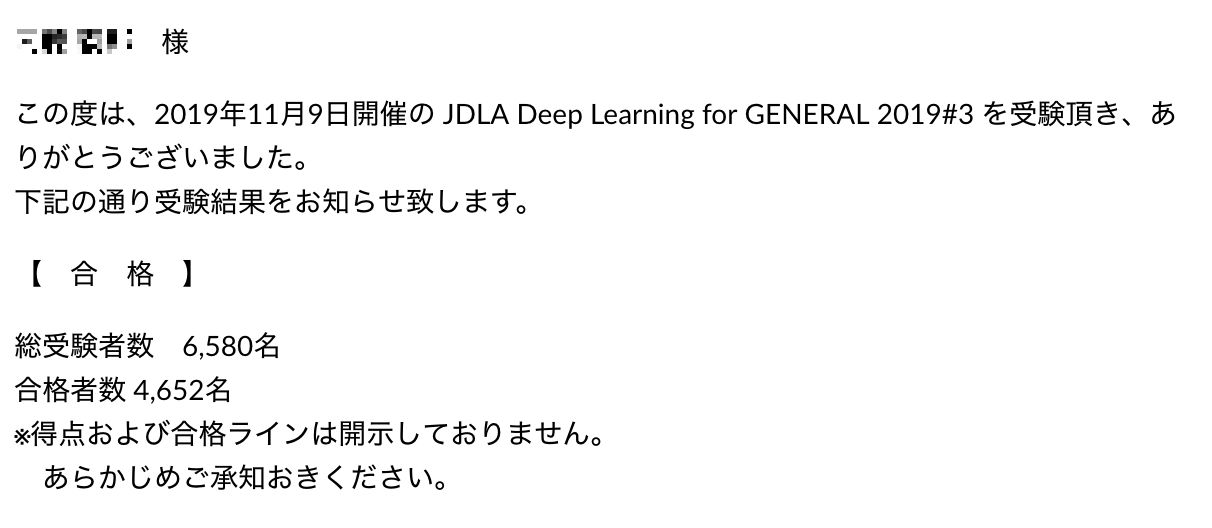 様
この度は、2019年11月9日開催の JDLA Deep Learning for GENERAL 2019#3 を受験頂き、あ
りがとうございました。
下記の通り受験結果をお知らせ致します。
【　合　格　】
総受験者数　6,580名
合格者数 4,652名
※得点および合格ラインは開示しておりません。
　あらかじめご承知おきください。